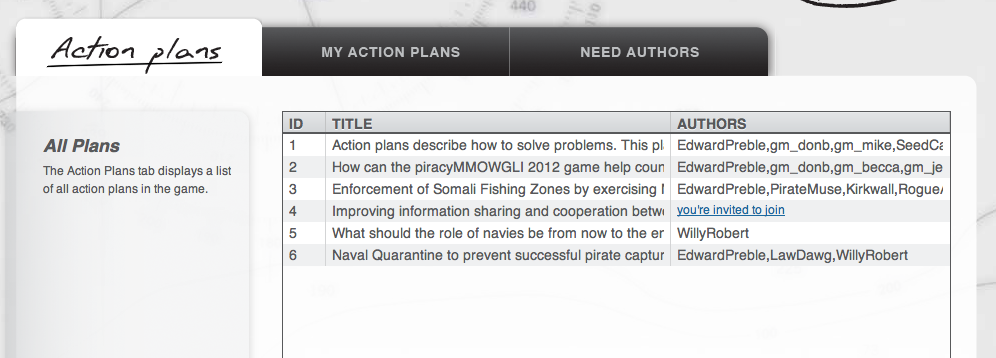 Action plans
MY ACTION PLANS
NEED AUTHORS
All Plans
The Action Plans tab displays a list
of all action plans in the game.
ID TITLE AUTHORS
1 Action plans describe how to solve problems. This pl EdwardPreble,gm_donb,gm_mike,SeedCa
2 How can the piracyMMOWGLI 2012 game help coun EdwardPreble,gm_donb,gm_becca,gm_je
3 Enforcement of Somali Fishing Zones by exercising EdwardPreble,PirateMuse,Kirkwall,RogueA
4 Improving information sharing and cooperation betwe you're invited to join
5 What should the role of navies be from now to the en WillyRobert
6 Naval Quarantine to prevent successful pirate captur EdwardPreble,LawDawg,WillyRobert
440